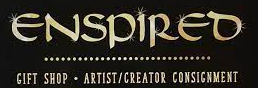 ENSPIRED
GIFT SHOP • ARTIST/CREATOR CONSIGNMENT